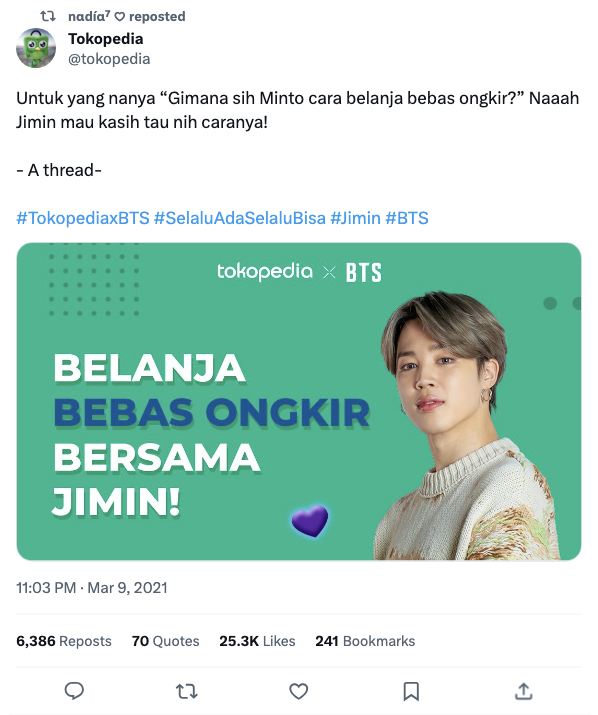 nadía⁷ ♡ reposted
Tokopedia
@tokopedia
Untuk yang nanya “Gimana sih Minto cara belanja bebas ongkir?” Naaah
Jimin mau kasih tau nih caranya!
- A thread-
#TokopediaxBTS #SelaluAdaSelaluBisa #Jimin #BTS
tokopedia × BTS
BELANJA
BEBAS ONGKIR
BERSAMA
JIMIN!
11:03 PM · Mar 9, 2021
6,386 Reposts 70 Quotes 25.3K Likes 241 Bookmarks